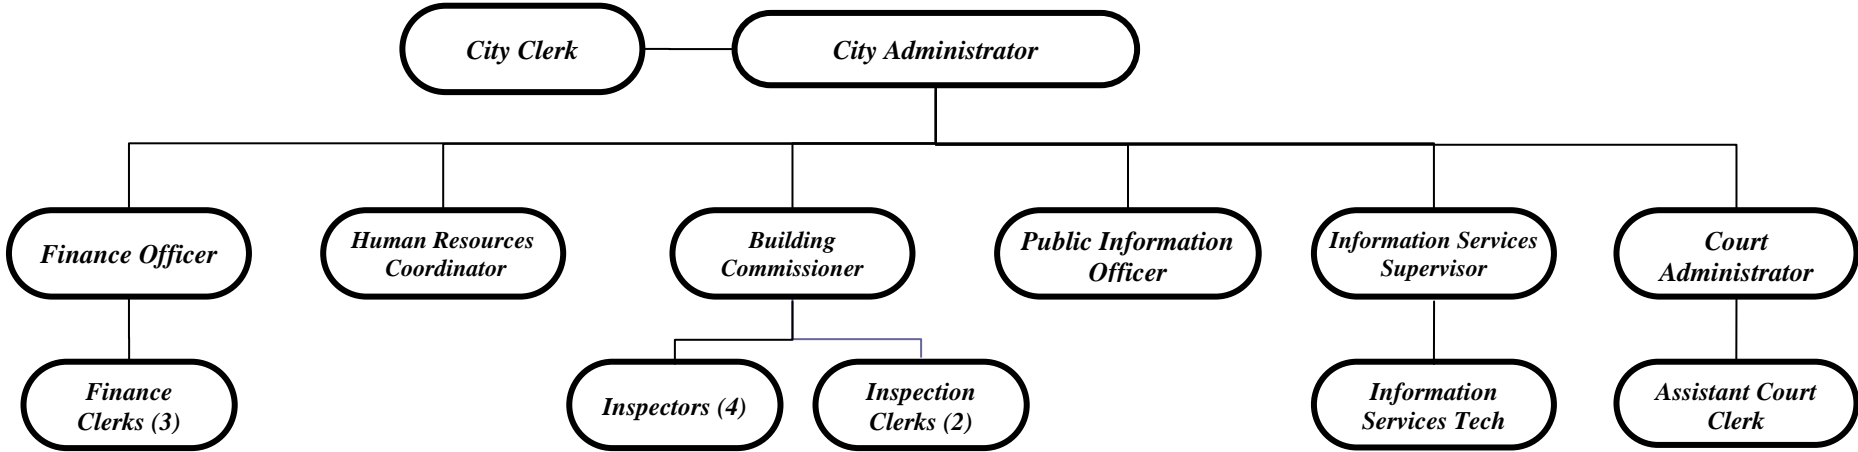 City Clerk
City Administrator
Finance Officer
Human Resources
Coordinator
Building
Commissioner
Public Information
Officer
Information Services
Supervisor
Court
Administrator
Finance
Clerks (3)
Inspectors (4)
Inspection
Clerks (2)
Information
Services Tech
Assistant Court
Clerk